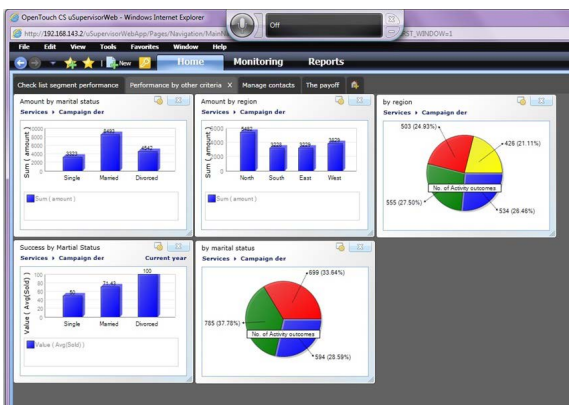 OpenTouch CS uSupervisorWeb - Windows Internet Explorer
Off
http://192.168.143.2/uSupervisorWebApp/Pages/Navigation/MainN
RST_WINDOW=1
File Edit View Tools Favorites Window Help
New Home Monitoring Reports
Check list segment performance Performance by other criteria X Manage contacts The payoff
Amount by marital status
Services Campaign der
Sum ( amount )
Single Married Divorced
Sum ( amount )
Amount by region
Services Campaign der
Sum ( amount )
North South East West
Sum ( amount )
by region
Services Campaign der
503 (24.93%)
426 (21.11%)
No. of Activity outcomes
555 (27.50%)
534 (26.46%)
Success by Martial Status
Services Campaign der Current year
Value ( Avg(Sold) )
100
Single Married Divorced
Value ( Avg(Sold) )
by marital status
Services Campaign der
699 (33.64%)
785 (37.78%)
No. of Activity outcomes
594 (28.59%)